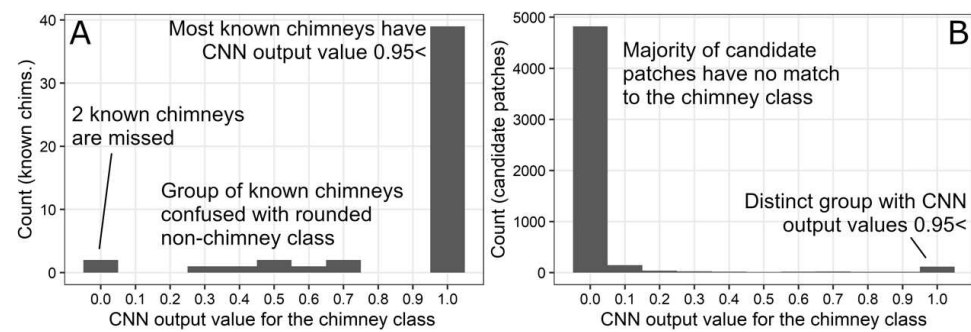 A
Most known chimneys have
CNN output value 0.95<
2 known chimneys
are missed
Group of known chimneys
confused with rounded
non-chimney class
Count (known chims.)
40
30
20
10
0
0.0 0.1 0.2 0.3 0.4 0.5 0.6 0.7 0.8 0.9 1.0
CNN output value for the chimney class
B
Majority of candidate
patches have no match
to the chimney class
Distinct group with CNN
output values 0.95<
Count (candidate patches)
5000
4000
3000
2000
1000
0
0.0 0.1 0.2 0.3 0.4 0.5 0.6 0.7 0.8 0.9 1.0
CNN output value for the chimney class